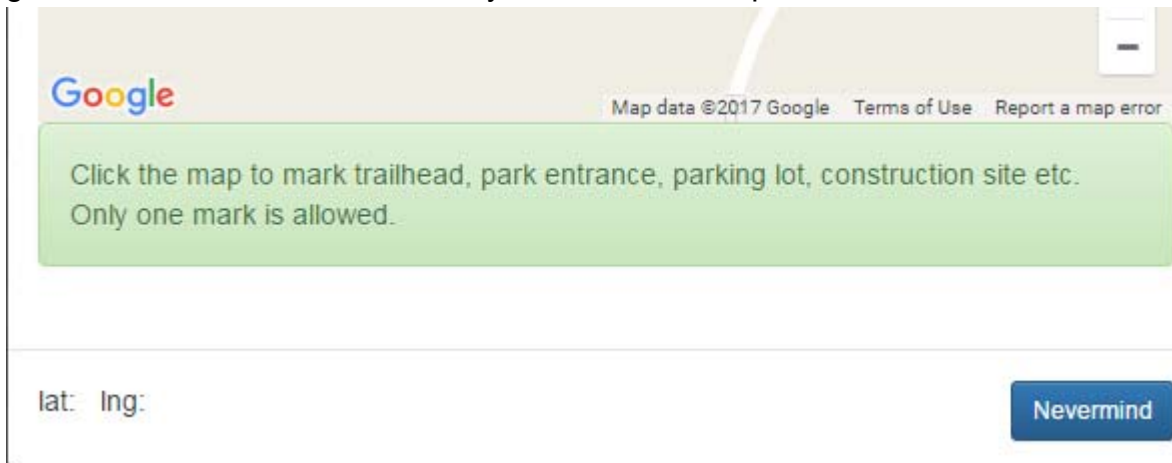 Google
Map data ©2017 Google Terms of Use Report a map error
Click the map to mark trailhead, park entrance, parking lot, construction site etc.
Only one mark is allowed.
lat: lng:
Nevermind